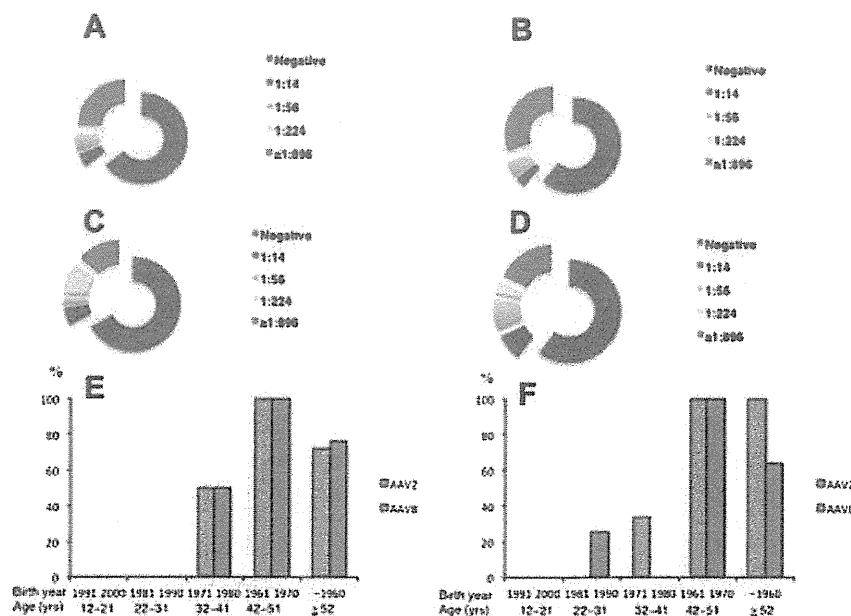 A
Negative
1:14
1:56
1:224
≥1:896
B
Negative
1:14
1:56
1:224
≥1:896
C
Negative
1:14
1:56
1:224
≥1:896
D
Negative
1:14
1:56
1:224
≥1:896
E
%
100
80
60
40
20
0
AAV2
AAV8
Birth year 1991 2000 1981 1990 1971 1980 1961 1970 ~1960
Age (yrs) 12-21 22-31 32-41 42-51 ≥52
F
%
100
80
60
40
20
0
AAV2
AAV8
Birth year 1991 2000 1981 1990 1971 1980 1961 1970 ~1960
Age (yrs) 12-21 22-31 32-41 42-51 ≥52